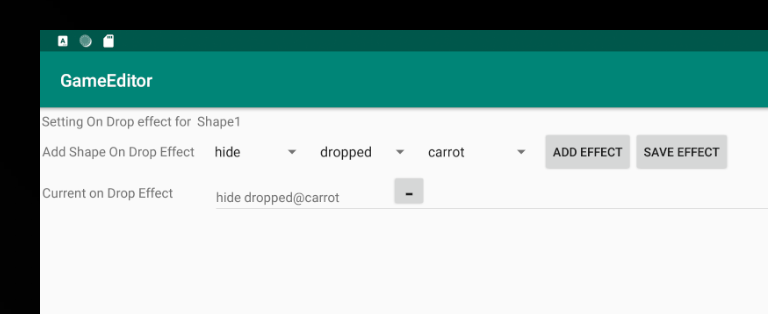 GameEditor
Setting On Drop effect for Shape1
Add Shape On Drop Effect hide dropped carrot ADD EFFECT SAVE EFFECT
Current on Drop Effect hide dropped@carrot -